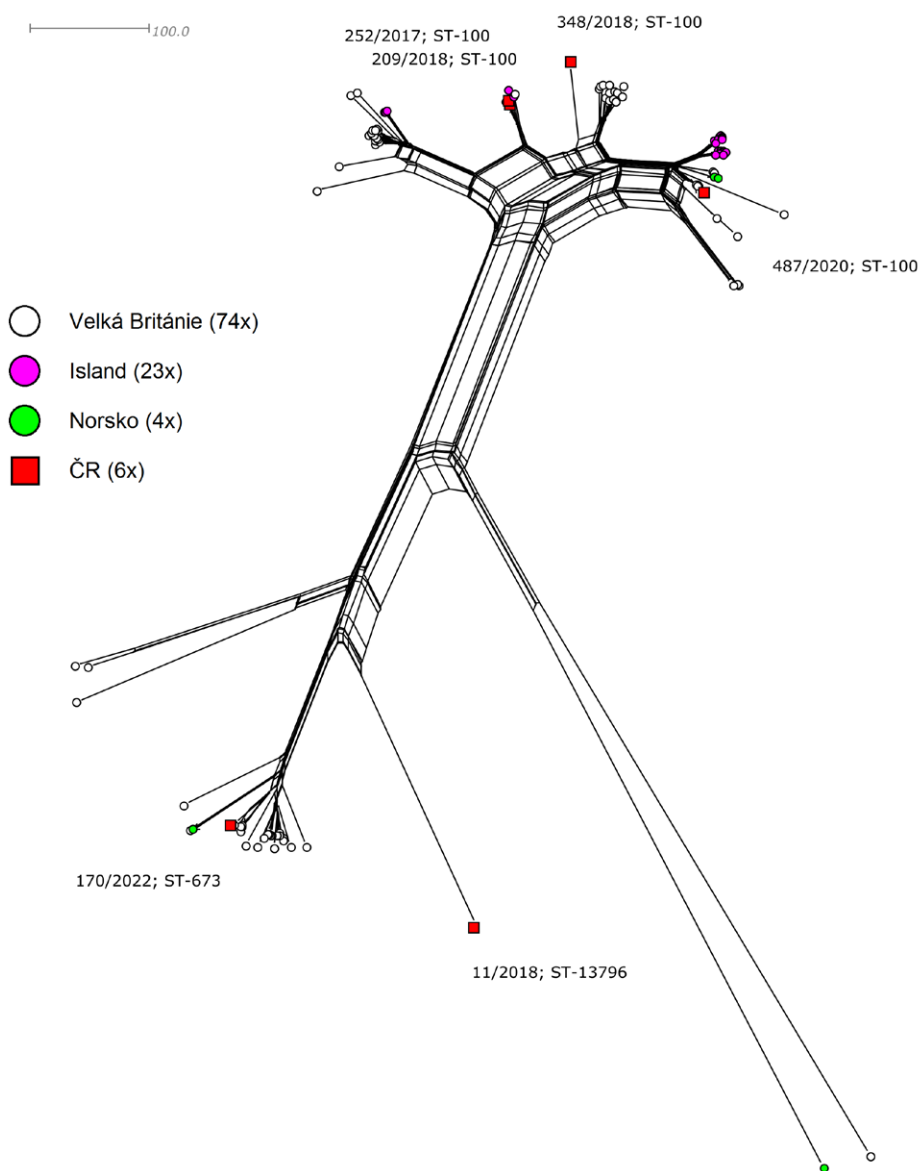 100.0
252/2017; ST-100
209/2018; ST-100
348/2018; ST-100
487/2020; ST-100
Velká Británie (74x)
Island (23x)
Norsko (4x)
ČR (6x)
170/2022; ST-673
11/2018; ST-13796